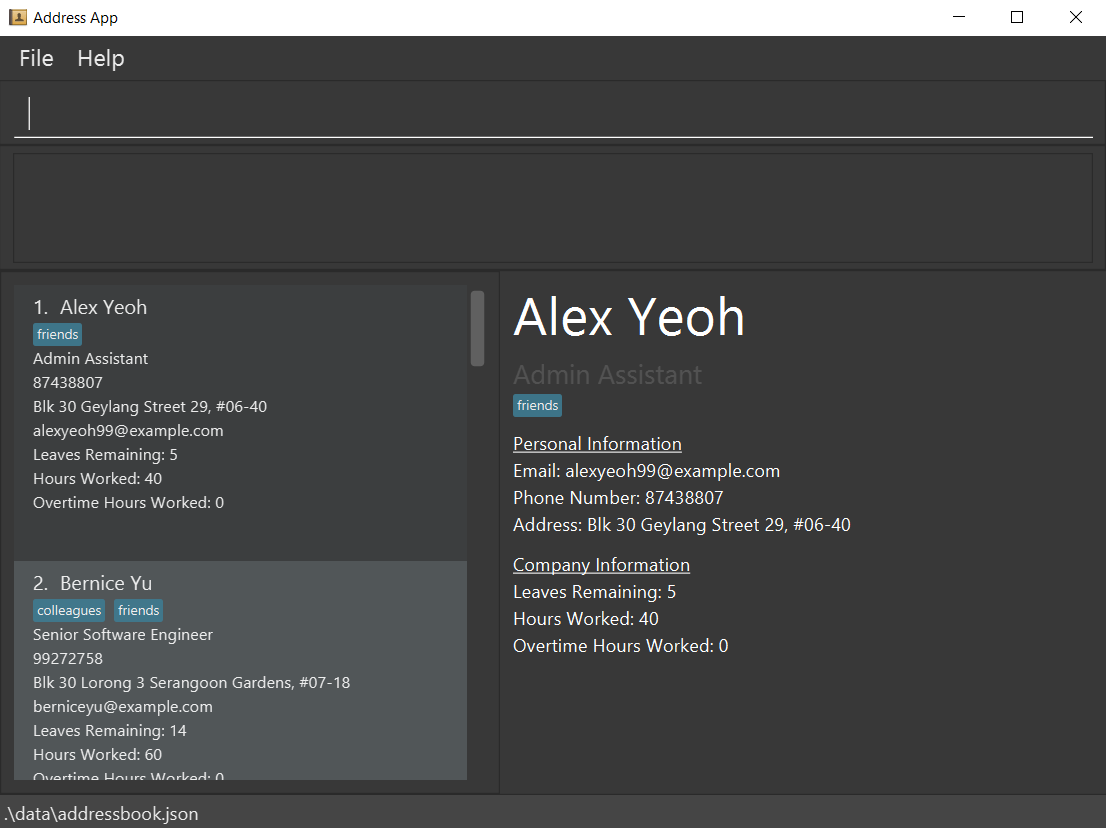 Address App
File Help
1. Alex Yeoh
friends
Admin Assistant
87438807
Blk 30 Geylang Street 29, #06-40
alexyeoh99@example.com
Leaves Remaining: 5
Hours Worked: 40
Overtime Hours Worked: 0
2. Bernice Yu
colleagues friends
Senior Software Engineer
99272758
Blk 30 Lorong 3 Serangoon Gardens, #07-18
berniceyu@example.com
Leaves Remaining: 14
Hours Worked: 60
Overtime Hours Worked: 0
Alex Yeoh
Admin Assistant
friends
Personal Information
Email: alexyeoh99@example.com
Phone Number: 87438807
Address: Blk 30 Geylang Street 29, #06-40
Company Information
Leaves Remaining: 5
Hours Worked: 40
Overtime Hours Worked: 0
.\data\addressbook.json